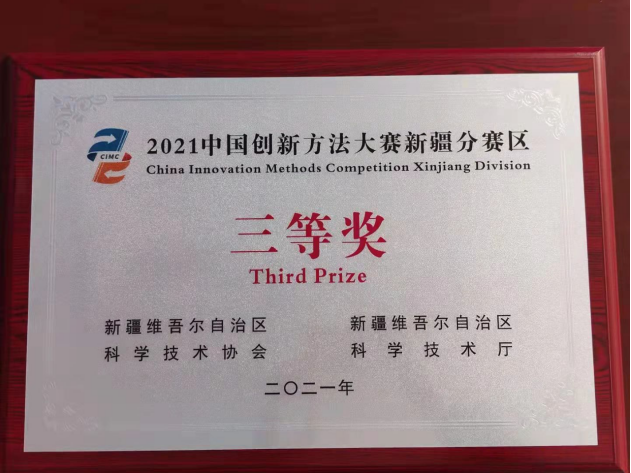 CIMC
2021中国创新方法大赛新疆分赛区
China Innovation Methods Competition Xinjiang Division
三等奖
Third Prize
新疆维吾尔自治区
科学技术协会
新疆维吾尔自治区
科学技术厅
二〇二一年